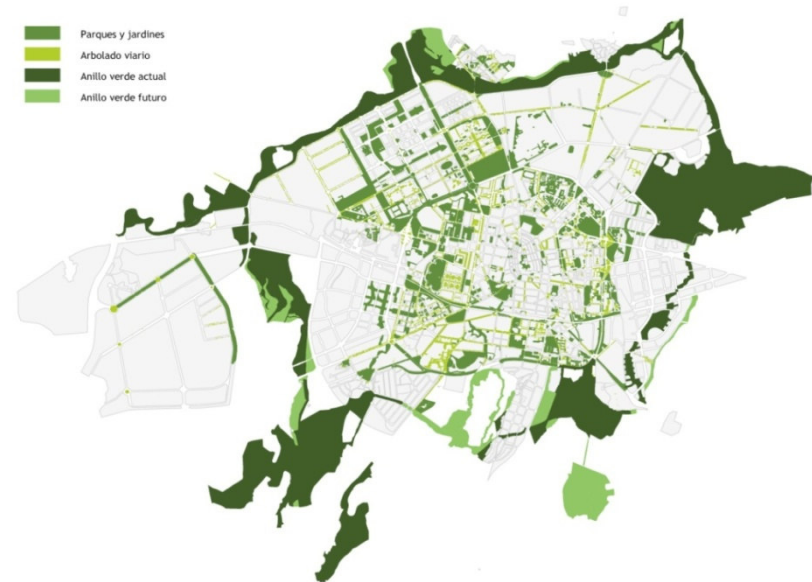 Parques y jardines
Arbolado viario
Anillo verde actual
Anillo verde futuro